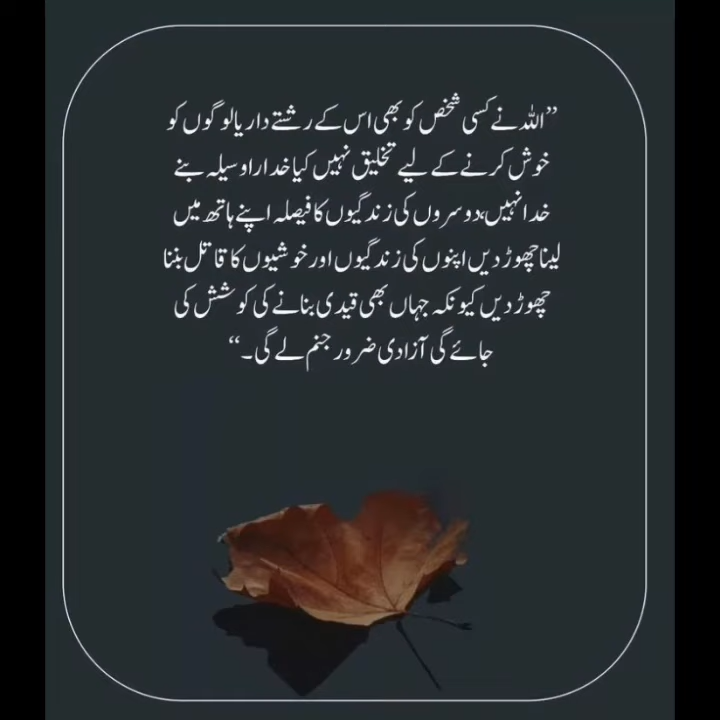 ”اللہ نے کسی شخص کو بھی اس کے رشتے دار یا لوگوں کو
خوش کرنے کے لیے تخلیق نہیں کیا خدارا وسیلہ بنے
خدا نہیں، دوسروں کی زندگیوں کا فیصلہ اپنے ہاتھ میں
لینا چھوڑ دیں اپنوں کی زندگیوں اور خوشیوں کا قاتل بننا
چھوڑ دیں کیونکہ جہاں بھی قیدی بنانے کی کوشش کی
جائے گی آزادی ضرور جنم لے گی۔“